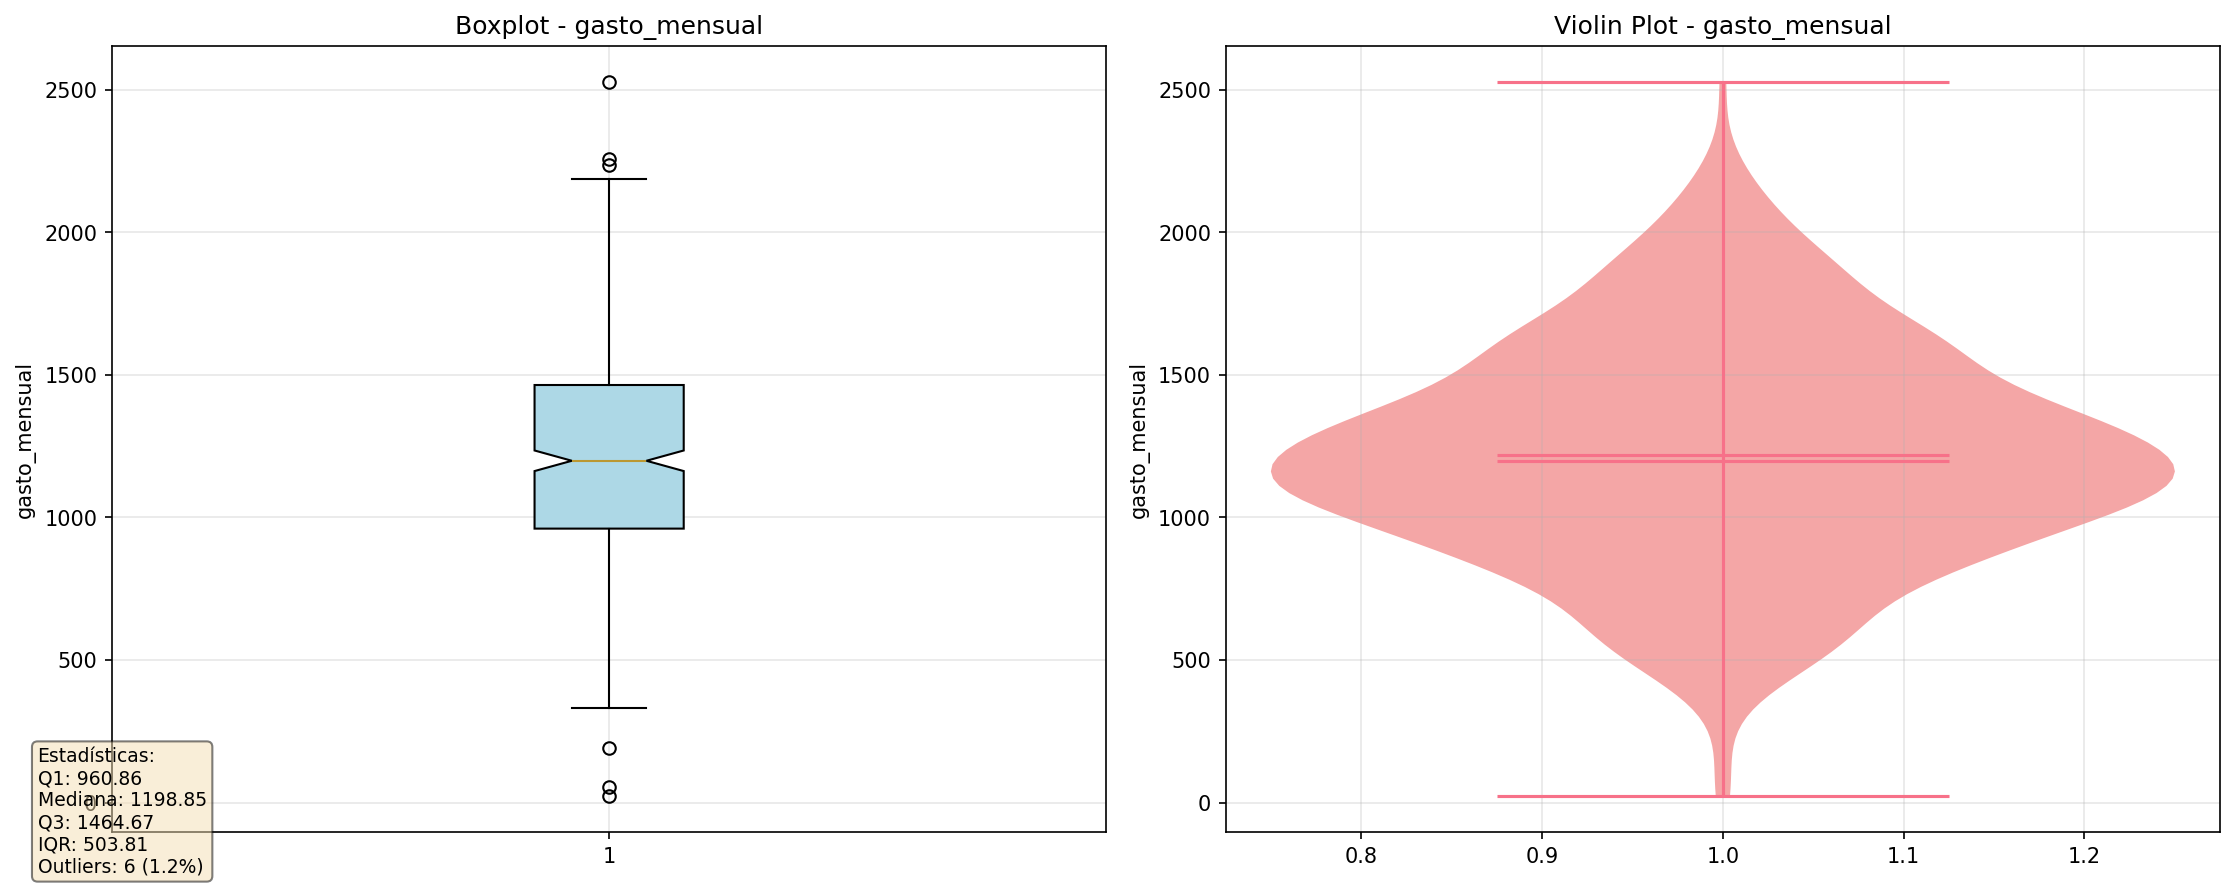 Boxplot - gasto_mensual
gasto_mensual
2500
2000
1500
1000
500
0
1
Estadísticas:
Q1: 960.86
Mediana: 1198.85
Q3: 1464.67
IQR: 503.81
Outliers: 6 (1.2%)
Violin Plot - gasto_mensual
gasto_mensual
2500
2000
1500
1000
500
0
0.8 0.9 1.0 1.1 1.2